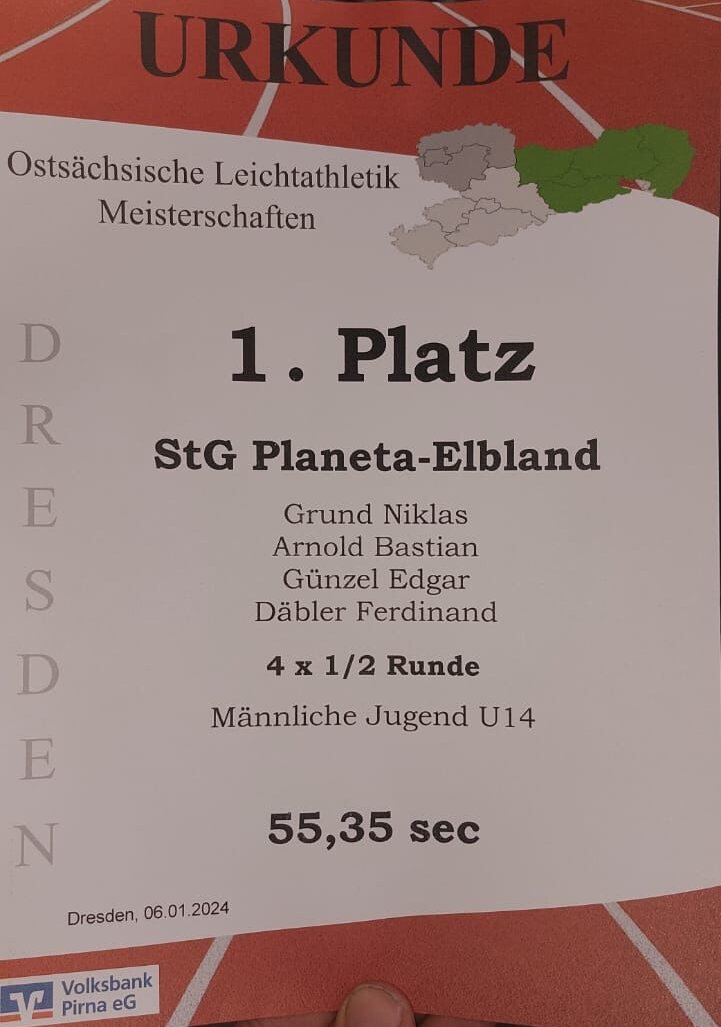 URKUNDE
Ostsächsische Leichtathletik
Meisterschaften
DRESDEN
1. Platz
StG Planeta-Elbland
Grund Niklas
Arnold Bastian
Günzel Edgar
Däbler Ferdinand
4 x 1/2 Runde
Männliche Jugend U14
55,35 sec
Dresden, 06.01.2024
Volksbank
Pirna eG